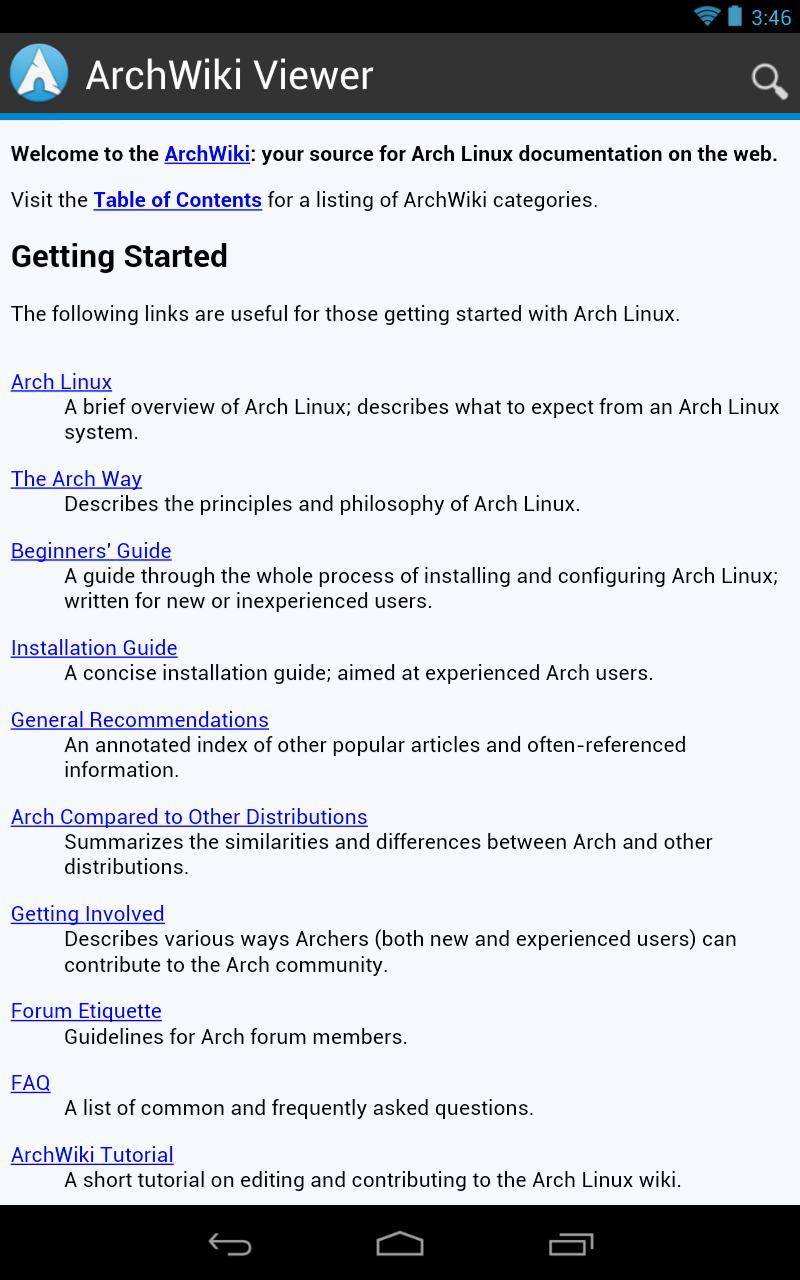 3:46
ArchWiki Viewer
Welcome to the ArchWiki: your source for Arch Linux documentation on the web.
Visit the Table of Contents for a listing of ArchWiki categories.
Getting Started
The following links are useful for those getting started with Arch Linux.
Arch Linux
A brief overview of Arch Linux; describes what to expect from an Arch Linux
system.
The Arch Way
Describes the principles and philosophy of Arch Linux.
Beginners' Guide
A guide through the whole process of installing and configuring Arch Linux;
written for new or inexperienced users.
Installation Guide
A concise installation guide; aimed at experienced Arch users.
General Recommendations
An annotated index of other popular articles and often-referenced
information.
Arch Compared to Other Distributions
Summarizes the similarities and differences between Arch and other
distributions.
Getting Involved
Describes various ways Archers (both new and experienced users) can
contribute to the Arch community.
Forum Etiquette
Guidelines for Arch forum members.
FAQ
A list of common and frequently asked questions.
ArchWiki Tutorial
A short tutorial on editing and contributing to the Arch Linux wiki.